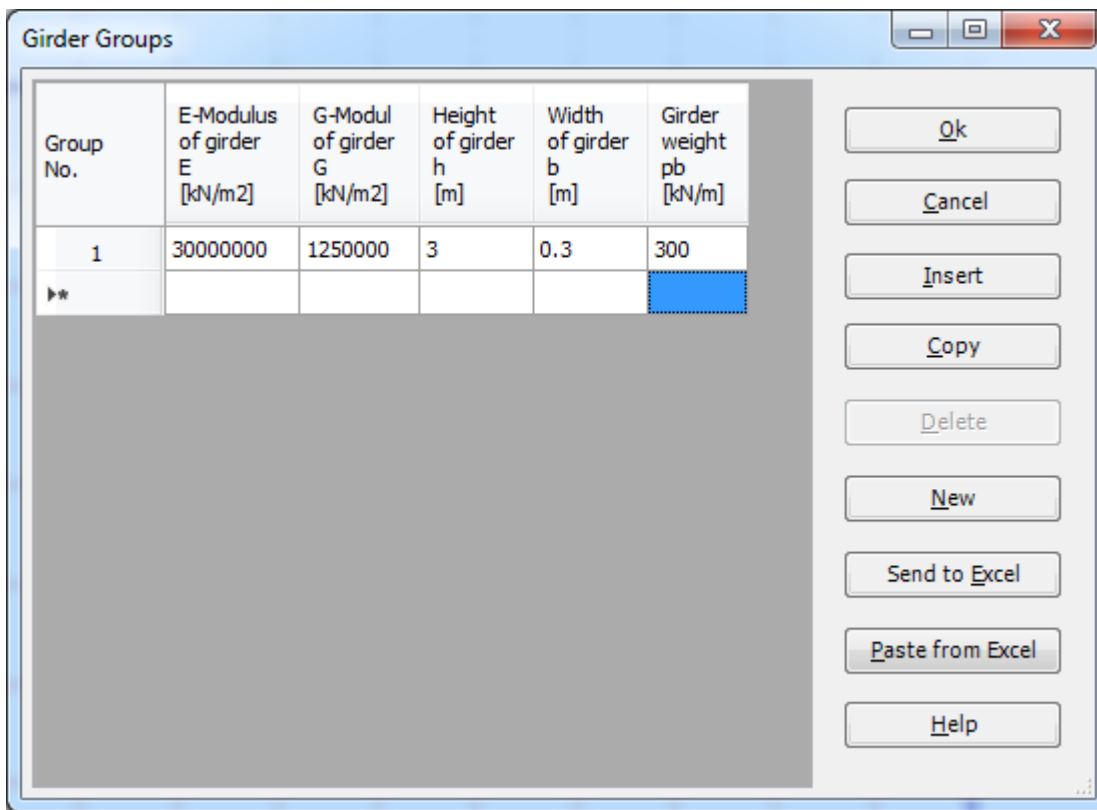 Girder Groups
Group
No.
E-Modulus
of girder
E
[kN/m2]
G-Modul
of girder
G
[kN/m2]
Height
of girder
h
[m]
Width
of girder
b
[m]
Girder
weight
pb
[kN/m]
1 30000000 1250000 3 0.3 300
Ok
Cancel
Insert
Copy
Delete
New
Send to Excel
Paste from Excel
Help